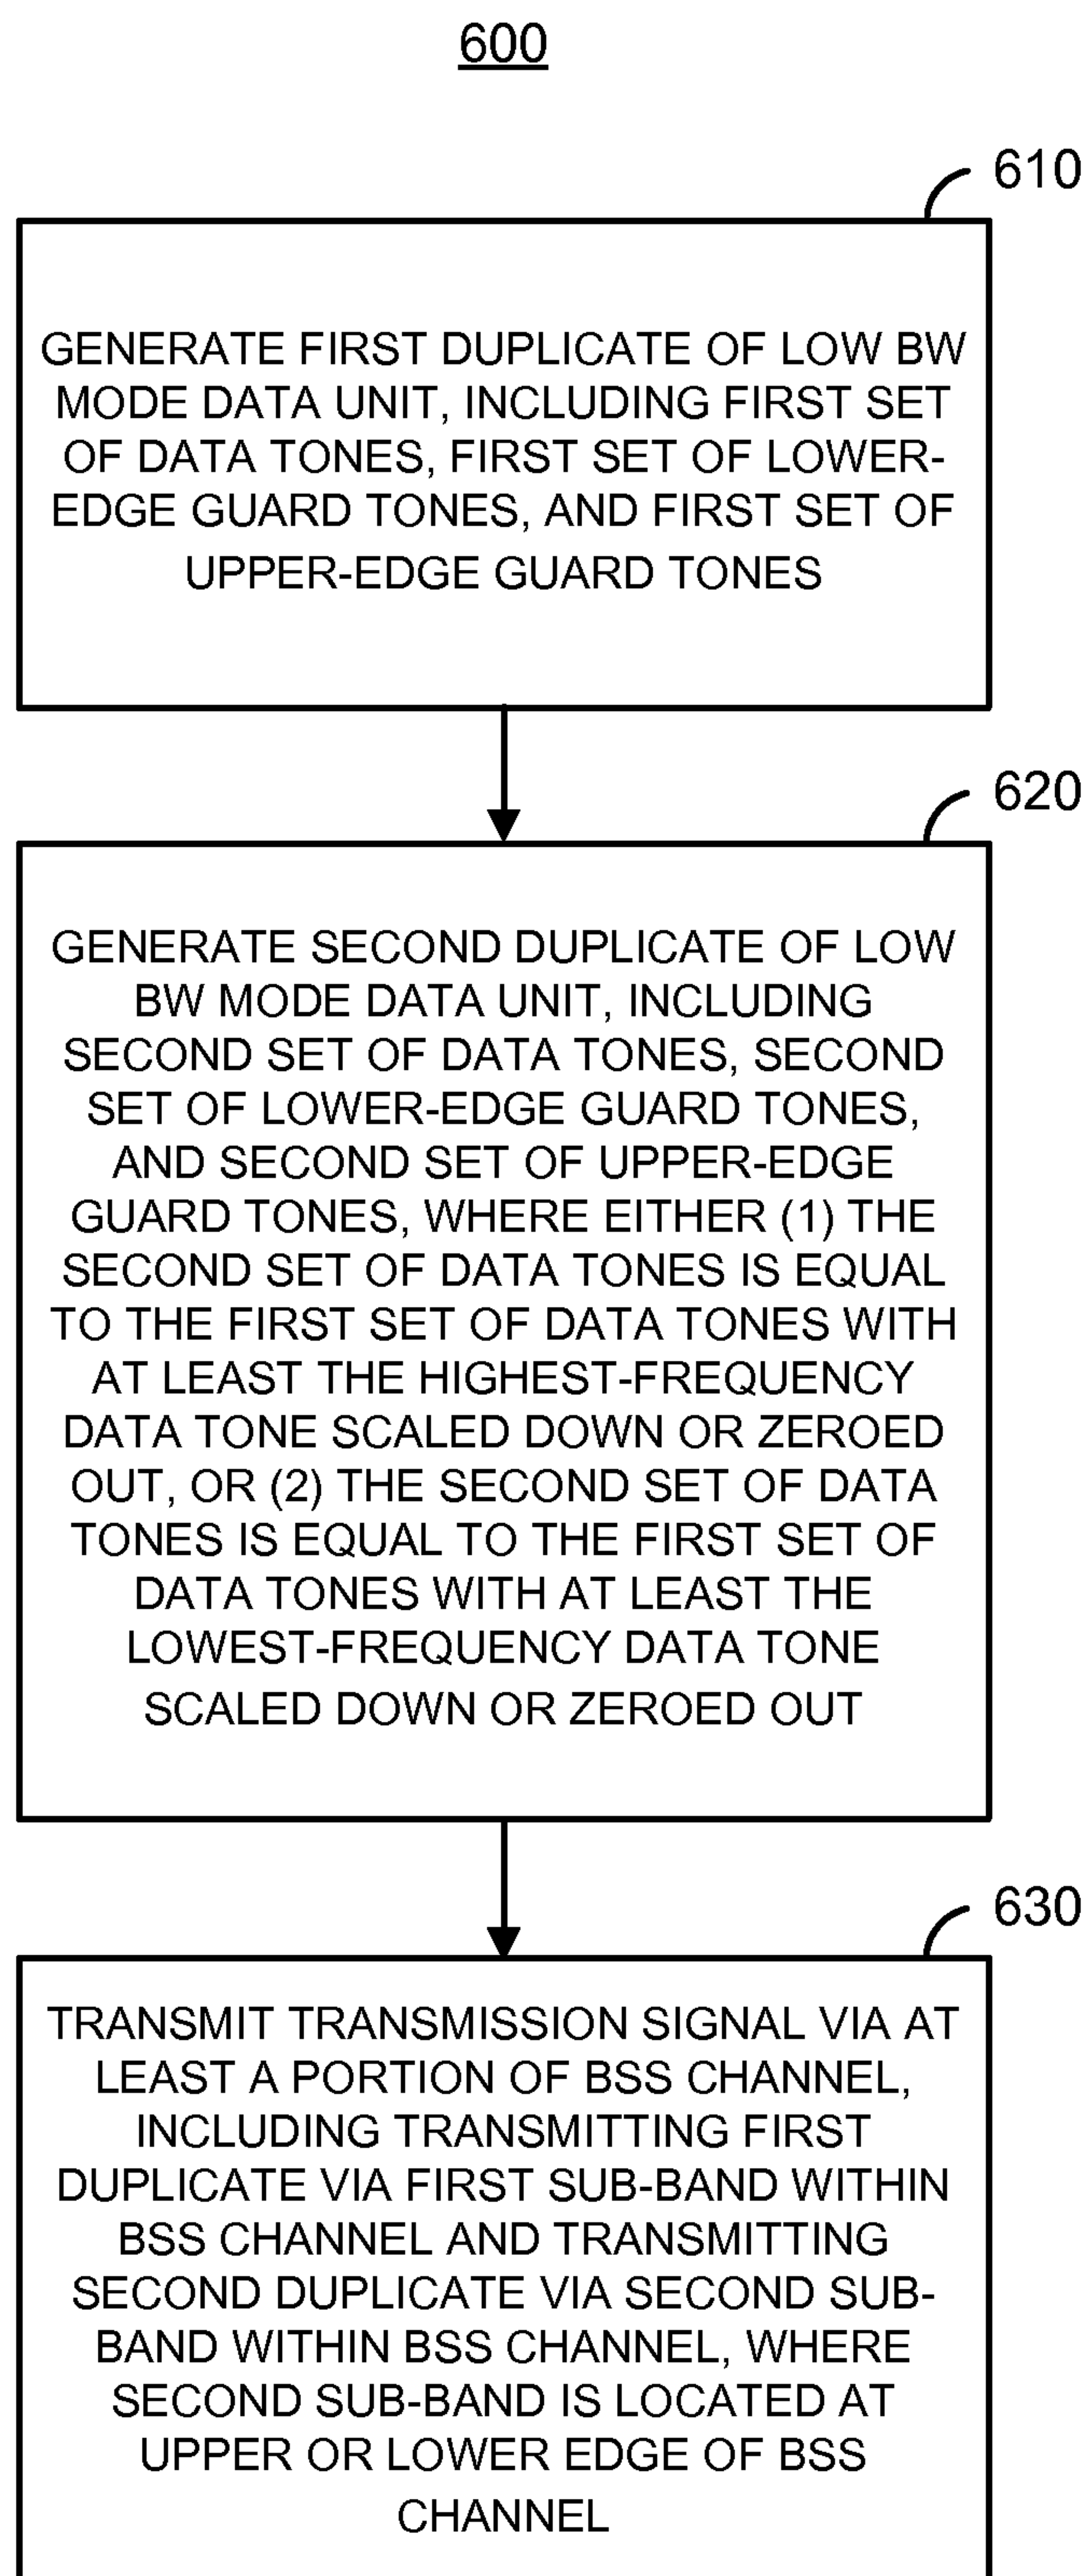 600
610
GENERATE FIRST DUPLICATE OF LOW BW
MODE DATA UNIT, INCLUDING FIRST SET
OF DATA TONES, FIRST SET OF LOWER-
EDGE GUARD TONES, AND FIRST SET OF
UPPER-EDGE GUARD TONES
620
GENERATE SECOND DUPLICATE OF LOW
BW MODE DATA UNIT, INCLUDING
SECOND SET OF DATA TONES, SECOND
SET OF LOWER-EDGE GUARD TONES,
AND SECOND SET OF UPPER-EDGE
GUARD TONES, WHERE EITHER (1) THE
SECOND SET OF DATA TONES IS EQUAL
TO THE FIRST SET OF DATA TONES WITH
AT LEAST THE HIGHEST-FREQUENCY
DATA TONE SCALED DOWN OR ZEROED
OUT, OR (2) THE SECOND SET OF DATA
TONES IS EQUAL TO THE FIRST SET OF
DATA TONES WITH AT LEAST THE
LOWEST-FREQUENCY DATA TONE
SCALED DOWN OR ZEROED OUT
630
TRANSMIT TRANSMISSION SIGNAL VIA AT
LEAST A PORTION OF BSS CHANNEL,
INCLUDING TRANSMITTING FIRST
DUPLICATE VIA FIRST SUB-BAND WITHIN
BSS CHANNEL AND TRANSMITTING
SECOND DUPLICATE VIA SECOND SUB-
BAND WITHIN BSS CHANNEL, WHERE
SECOND SUB-BAND IS LOCATED AT
UPPER OR LOWER EDGE OF BSS
CHANNEL